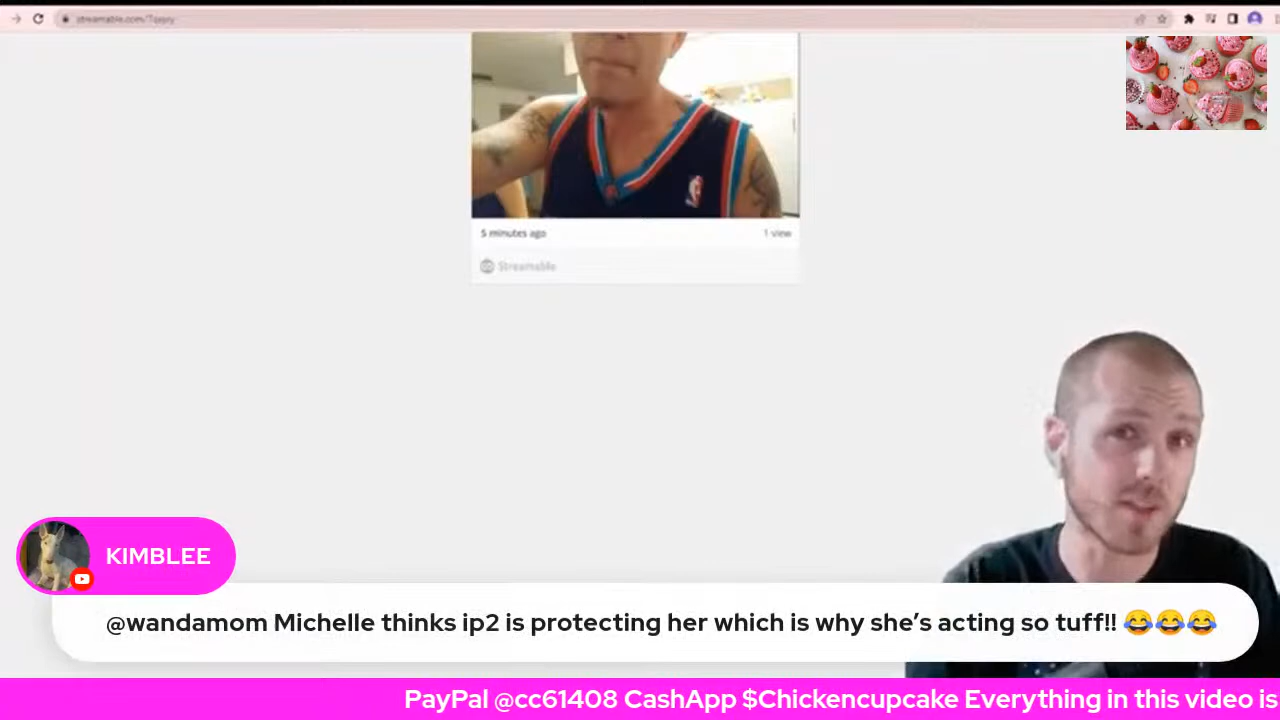 5 minutes ago
1 view
Streamable
KIMBLEE
@wandamom Michelle thinks ip2 is protecting her which is why she’s acting so tuff!! 😂😂😂
PayPal @cc61408 CashApp $Chickencupcake Everything in this video is